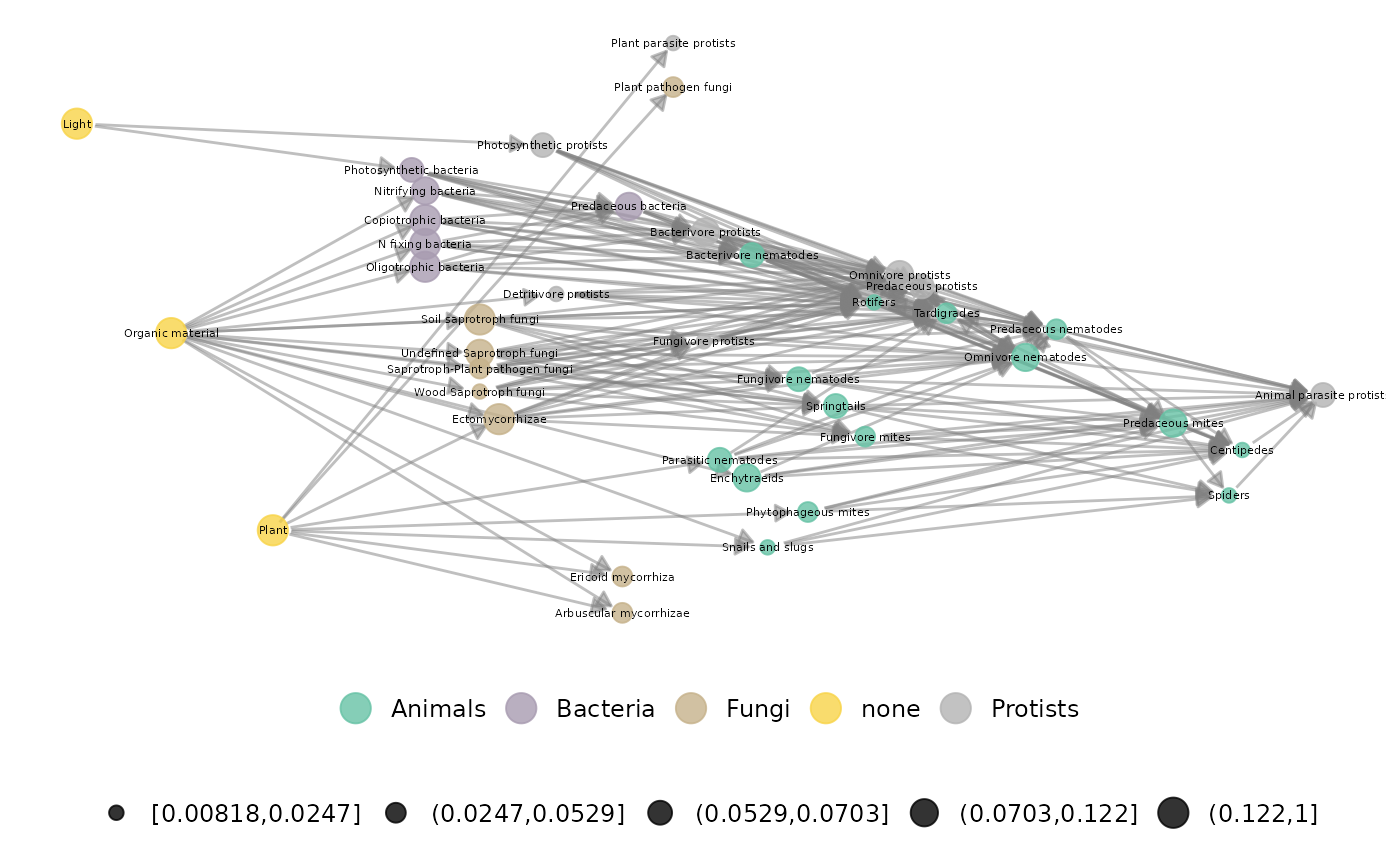 Plant parasite protists
Plant pathogen fungi
Light
Photosynthetic protists
Photosynthetic bacteria
Nitrifying bacteria
Predaceous bacteria
Copiotrophic bacteria
Bacterivore protists
N fixing bacteria
Bacterivore nematodes
Oligotrophic bacteria
Omnivore protists
Predaceous protists
Detritivore protists
Rotifers
Tardigrades
Soil saprotroph fungi
Predaceous nematodes
Organic material
Fungivore protists
Undefined Saprotroph fungi
Omnivore nematodes
Saprotroph-Plant pathogen fungi
Fungivore nematodes
Wood Saprotroph fungi
Animal parasite protist
Springtails
Ectomycorrhizae
Predaceous mites
Fungivore mites
Centipedes
Parasitic nematodes
Enchytraeids
Spiders
Phytophageous mites
Plant
Snails and slugs
Ericoid mycorrhiza
Arbuscular mycorrhizae
Animals Bacteria Fungi none Protists
[0.00818,0.0247] (0.0247,0.0529] (0.0529,0.0703] (0.0703,0.122] (0.122,1]